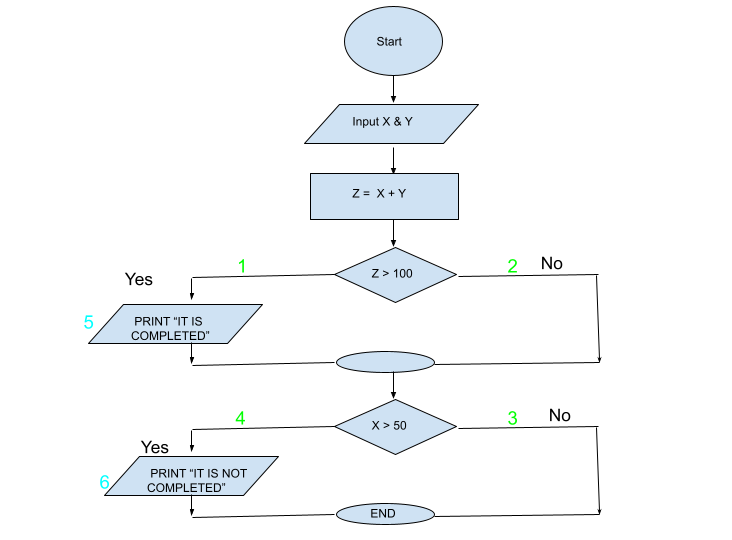 Start
Input X & Y
Z = X + Y
Z > 100
1
2
No
Yes
5
PRINT “IT IS
COMPLETED”
X > 50
4
3
No
Yes
6
PRINT “IT IS NOT
COMPLETED”
END